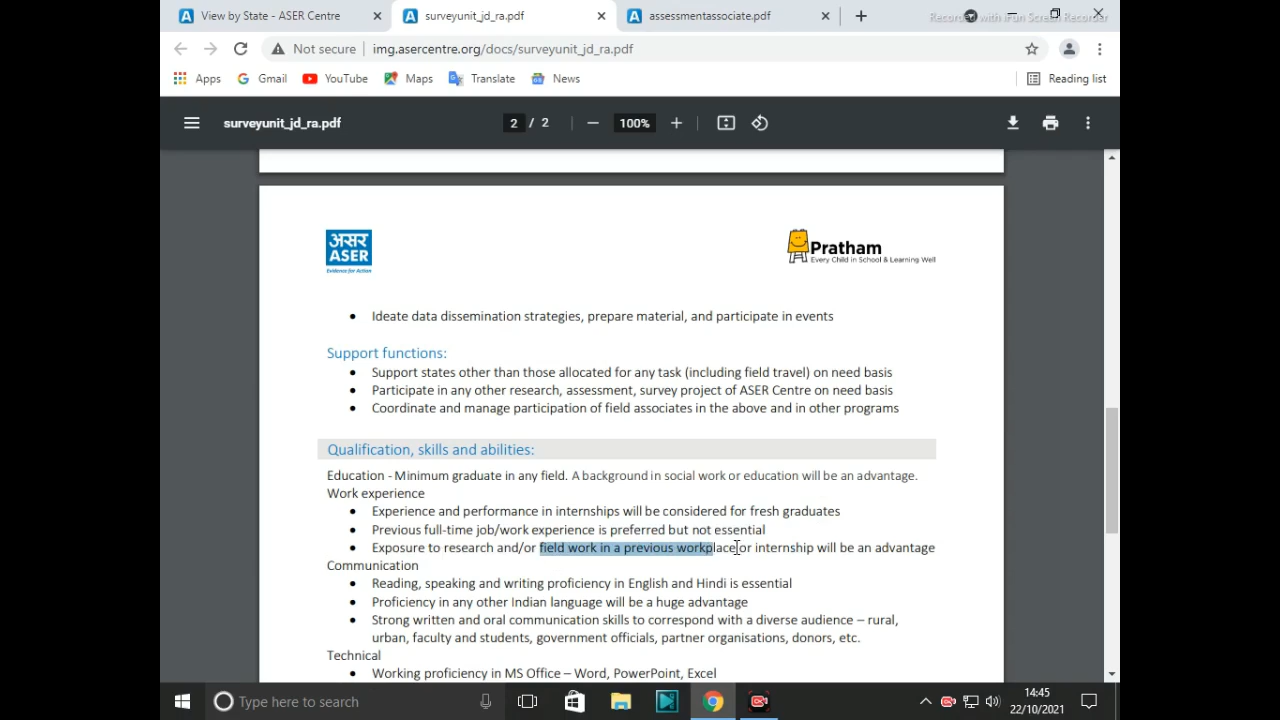 View by State - ASER Centre
surveyunit_jd_ra.pdf
assessmentassociate.pdf
Recorded with iFun Screen Recorder
Not secure
img.asercentre.org/docs/surveyunit_jd_ra.pdf
Apps
Gmail
YouTube
Maps
Translate
News
Reading list
surveyunit_jd_ra.pdf
2 / 2
100%
असर
ASER
Evidence for Action
Pratham
Every Child in School & Learning Well
• Ideate data dissemination strategies, prepare material, and participate in events
Support functions:
• Support states other than those allocated for any task (including field travel) on need basis
• Participate in any other research, assessment, survey project of ASER Centre on need basis
• Coordinate and manage participation of field associates in the above and in other programs
Qualification, skills and abilities:
Education - Minimum graduate in any field. A background in social work or education will be an advantage.
Work experience
• Experience and performance in internships will be considered for fresh graduates
• Previous full-time job/work experience is preferred but not essential
• Exposure to research and/or field work in a previous workplace or internship will be an advantage
Communication
• Reading, speaking and writing proficiency in English and Hindi is essential
• Proficiency in any other Indian language will be a huge advantage
• Strong written and oral communication skills to correspond with a diverse audience – rural,
urban, faculty and students, government officials, partner organisations, donors, etc.
Technical
• Working proficiency in MS Office – Word, PowerPoint, Excel
Type here to search
14:45
22/10/2021